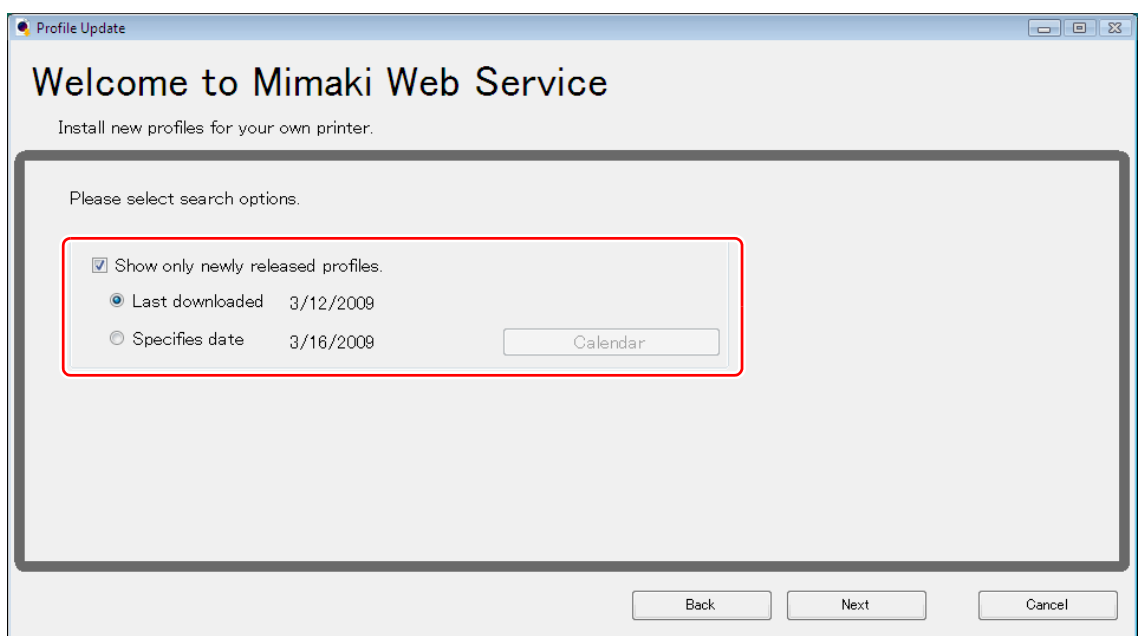 Profile Update
Welcome to Mimaki Web Service
Install new profiles for your own printer.
Please select search options.
Show only newly released profiles.
Last downloaded 3/12/2009
Specifies date 3/16/2009 Calendar
Back Next Cancel